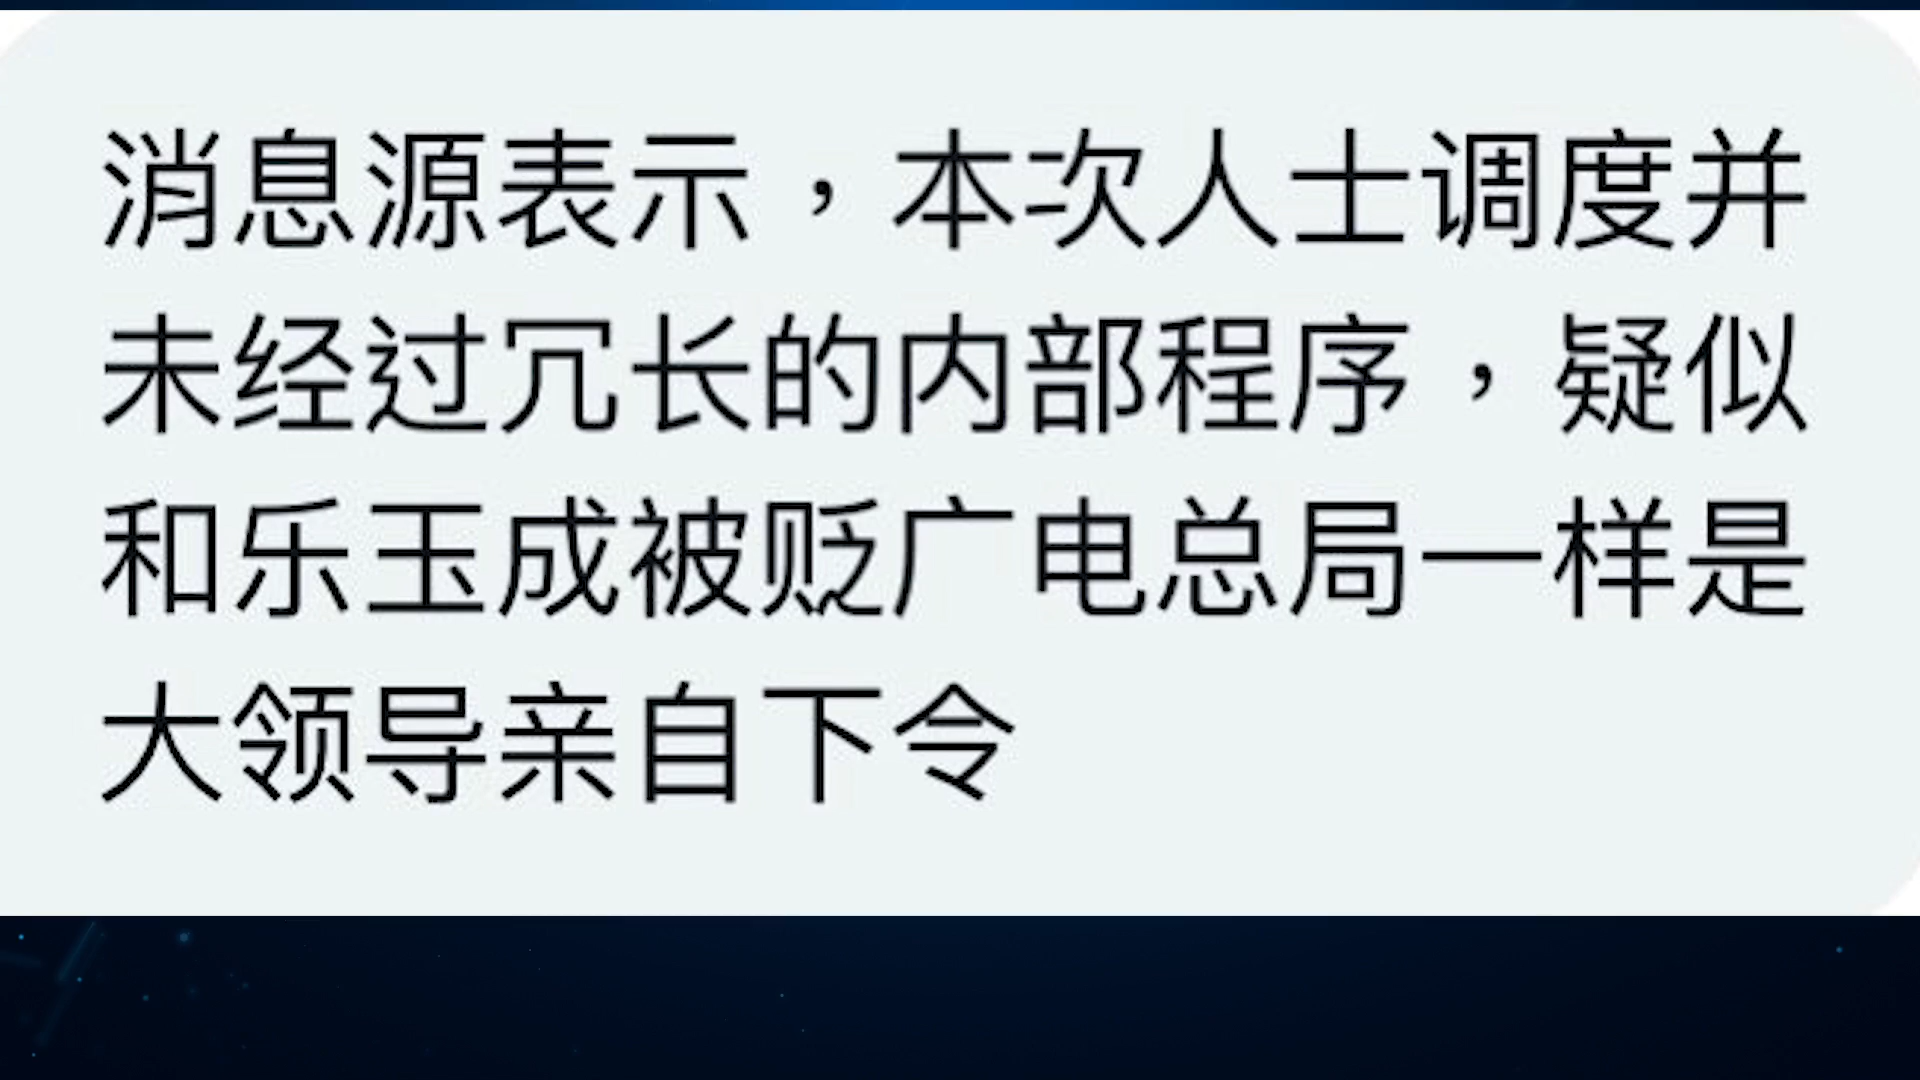 消息源表示，本次人士调度并
未经过冗长的内部程序，疑似
和乐玉成被贬广电总局一样是
大领导亲自下令